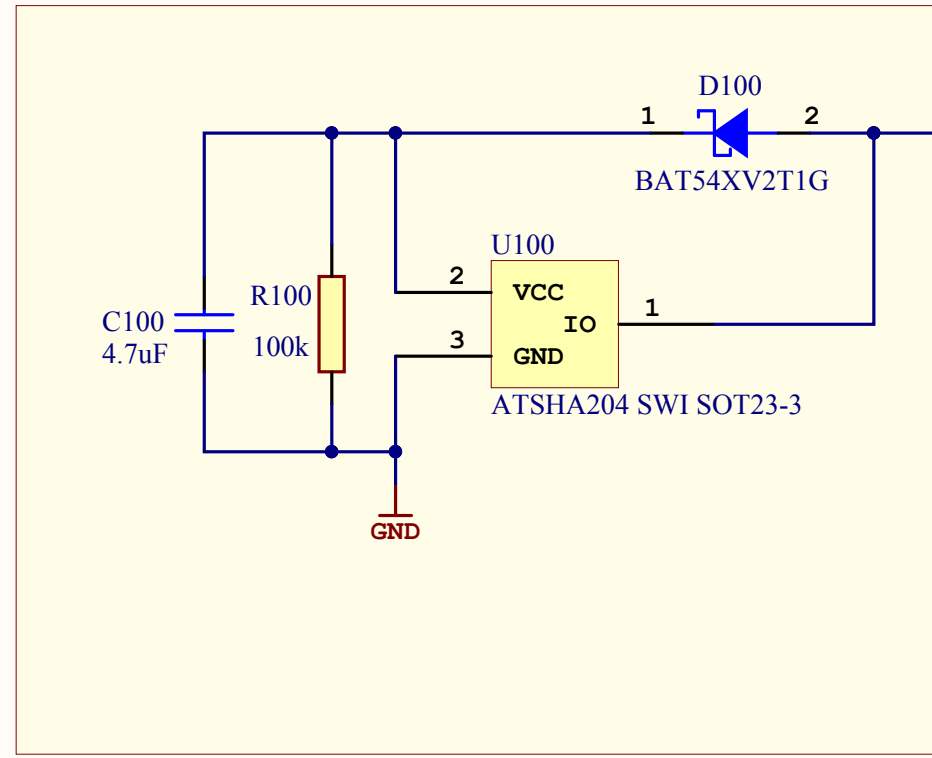 D100
1
2
BAT54XV2T1G
U100
2
VCC
R100
IO
1
C100
100k
3
GND
4.7uF
ATSHA204 SWI SOT23-3
GND